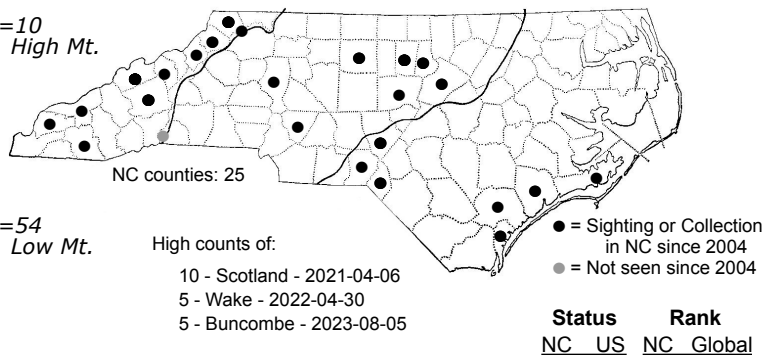 =10
High Mt.
NC counties: 25
=54
Low Mt.
High counts of:
10 - Scotland - 2021-04-06
5 - Wake - 2022-04-30
5 - Buncombe - 2023-08-05
● = Sighting or Collection
in NC since 2004
● = Not seen since 2004
Status Rank
NC US NC Global